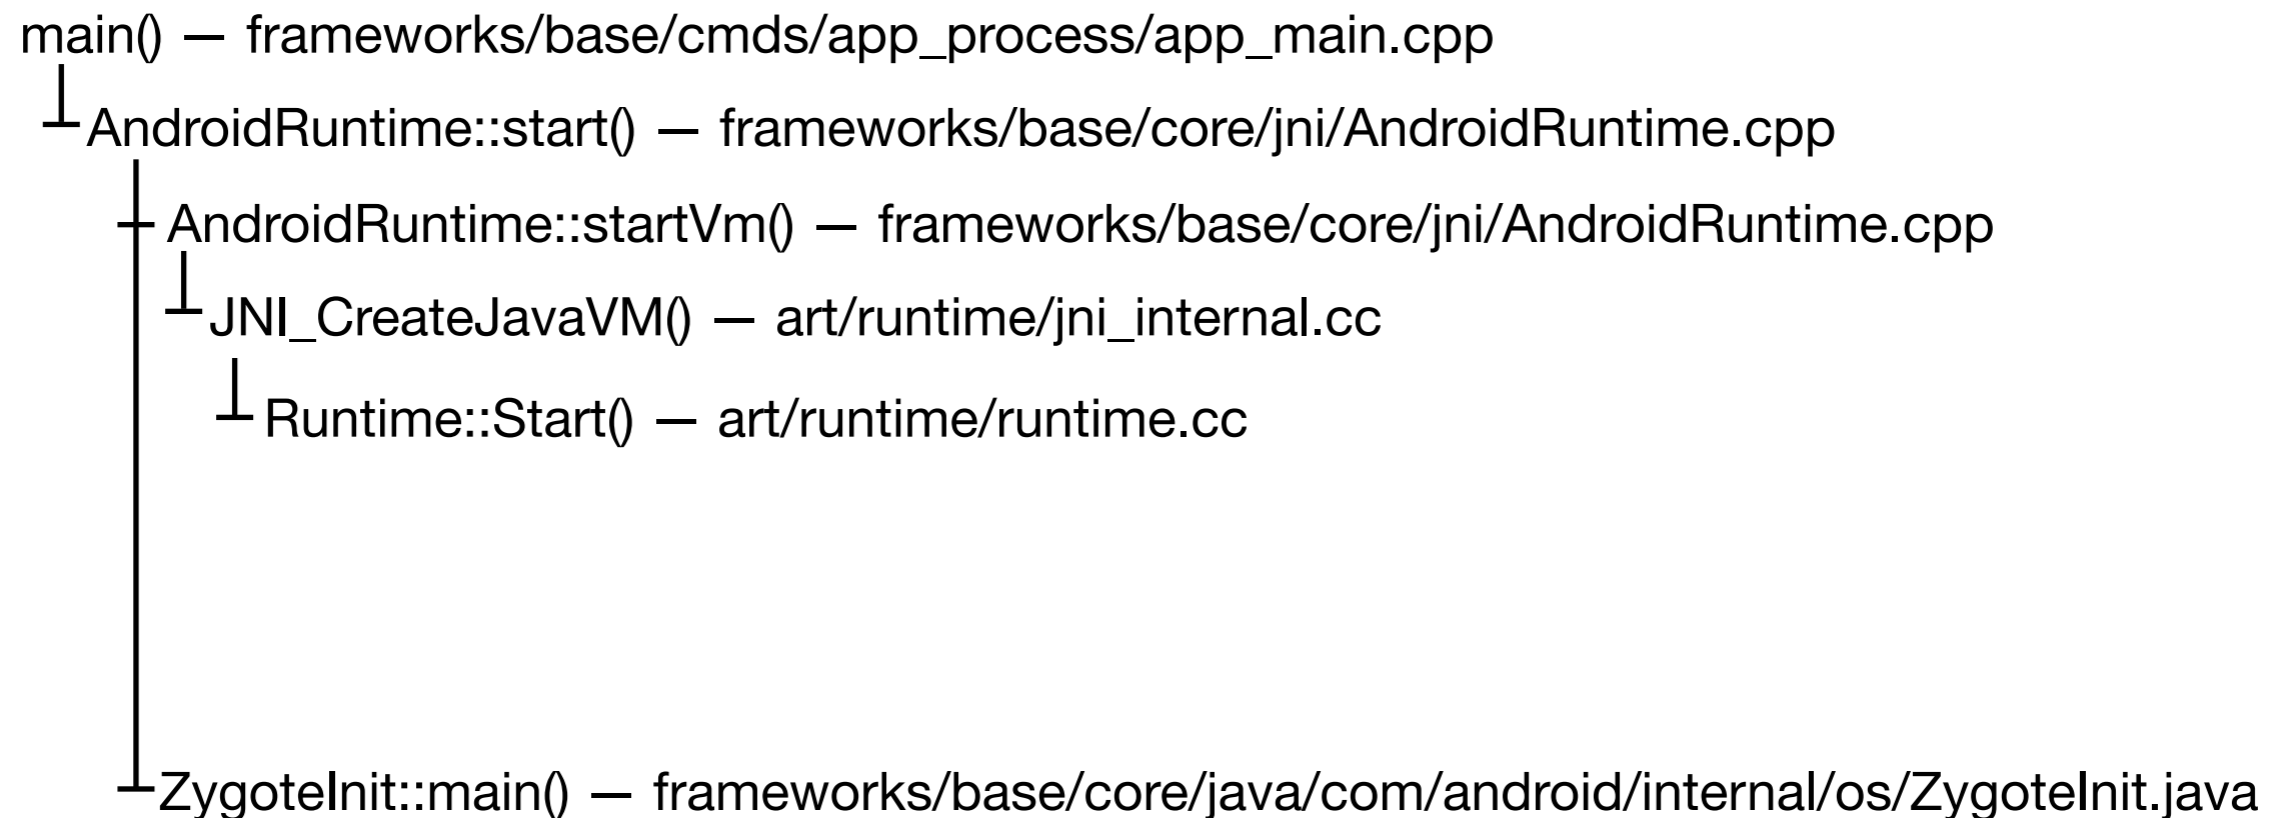 main() — frameworks/base/cmds/app_process/app_main.cpp
AndroidRuntime::start() — frameworks/base/core/jni/AndroidRuntime.cpp
AndroidRuntime::startVm() — frameworks/base/core/jni/AndroidRuntime.cpp
JNI_CreateJavaVM() — art/runtime/jni_internal.cc
Runtime::Start() — art/runtime/runtime.cc
ZygoteInit::main() — frameworks/base/core/java/com/android/internal/os/ZygoteInit.java